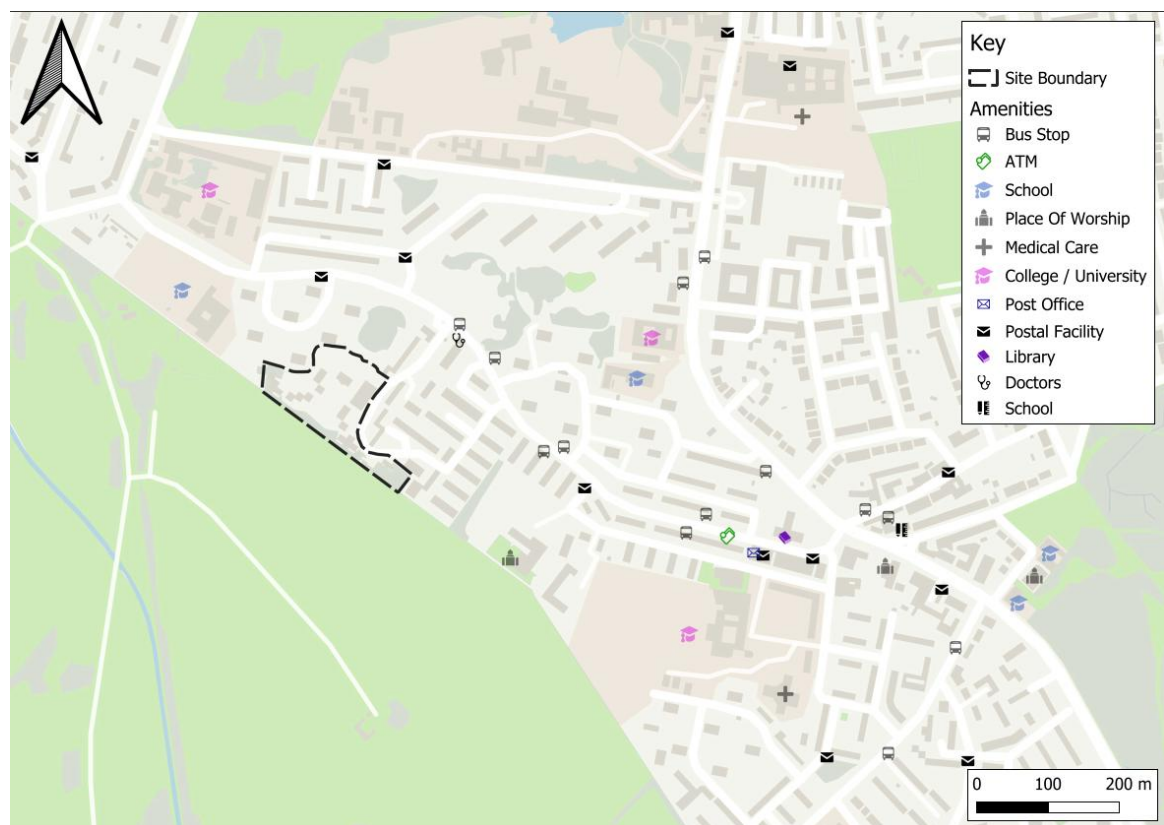 Key
Site Boundary
Amenities
Bus Stop
ATM
School
Place Of Worship
Medical Care
College / University
Post Office
Postal Facility
Library
Doctors
School
0 100 200 m